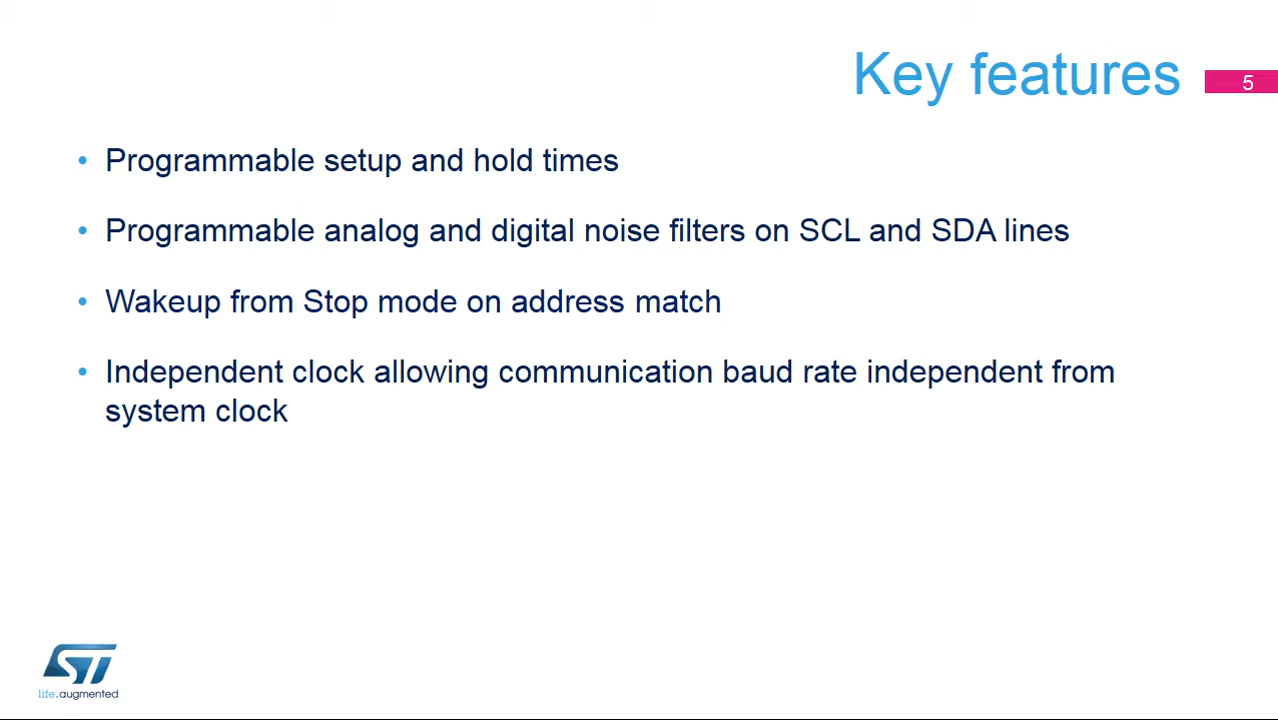 Key features
5
• Programmable setup and hold times
• Programmable analog and digital noise filters on SCL and SDA lines
• Wakeup from Stop mode on address match
• Independent clock allowing communication baud rate independent from
system clock
ST
life.augmented